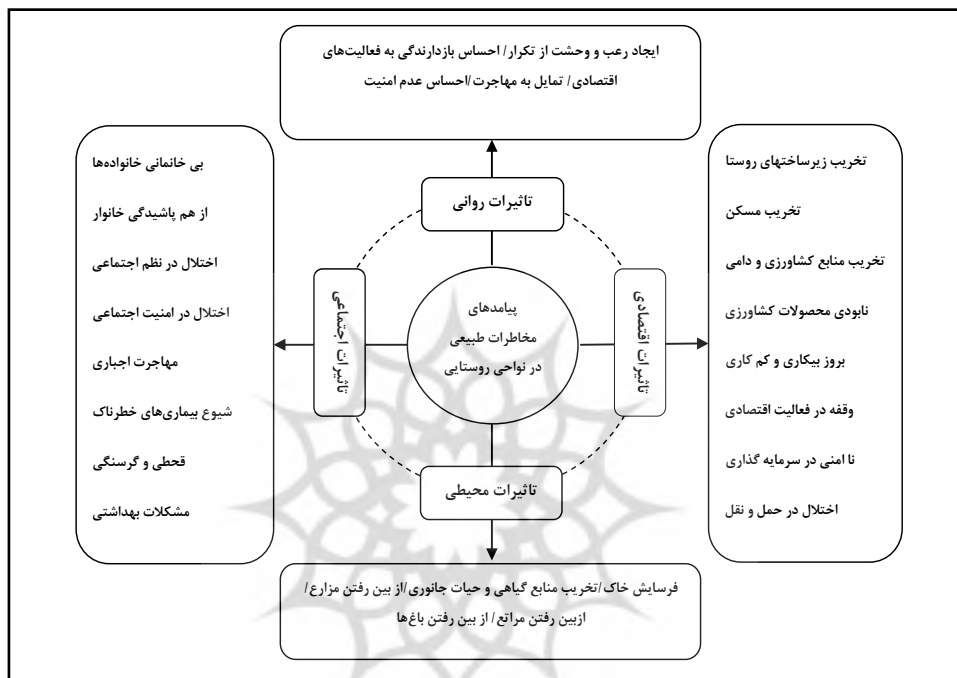 ایجاد رعب و وحشت از تکرار/ احساس بازدارندگی به فعالیت‌های
اقتصادی/ تمایل به مهاجرت/احساس عدم امنیت
تاثیرات روانی
تخریب زیرساختهای روستا
تخریب مسکن
تخریب منابع کشاورزی و دامی
نابودی محصولات کشاورزی
بروز بیکاری و کم کاری
وقفه در فعالیت اقتصادی
نا امنی در سرمایه گذاری
اختلال در حمل و نقل
تاثیرات اقتصادی
پیامدهای
مخاطرات طبیعی
در نواحی روستایی
تاثیرات اجتماعی
بی خانمانی خانواده‌ها
از هم پاشیدگی خانوار
اختلال در نظم اجتماعی
اختلال در امنیت اجتماعی
مهاجرت اجباری
شیوع بیماری‌های خطرناک
قحطی و گرسنگی
مشکلات بهداشتی
تاثیرات محیطی
فرسایش خاک/تخریب منابع گیاهی و حیات جانوری/از بین رفتن مزارع/
ازبین رفتن مراتع/ از بین رفتن باغ‌ها